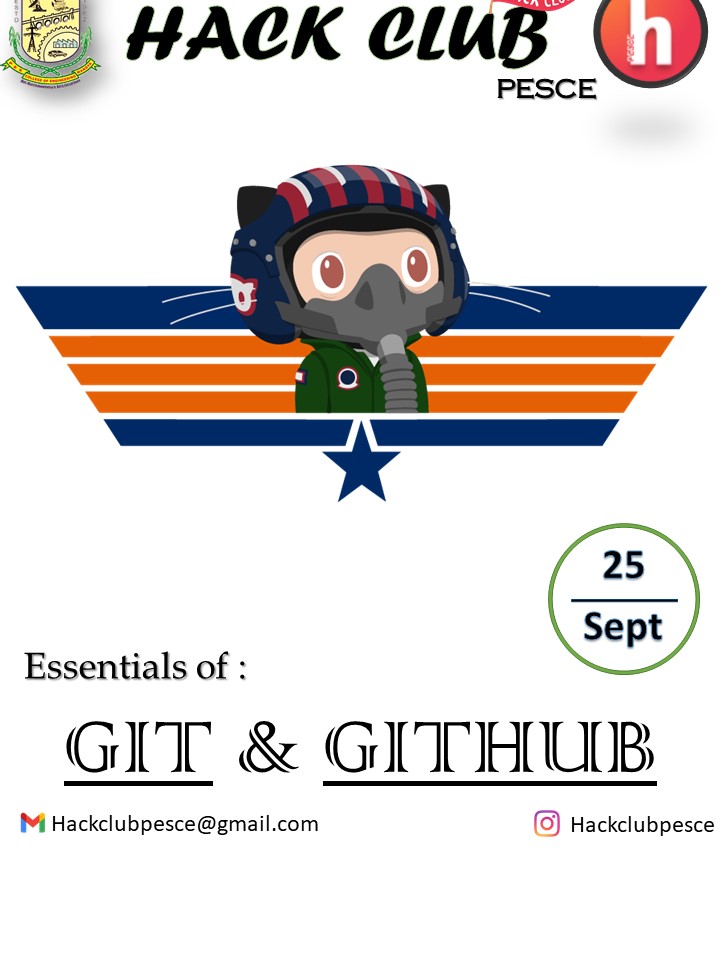 HACK CLUB
PESCE
25
Sept
Essentials of :
GIT & GITHUB
Hackclubpesce@gmail.com
Hackclubpesce